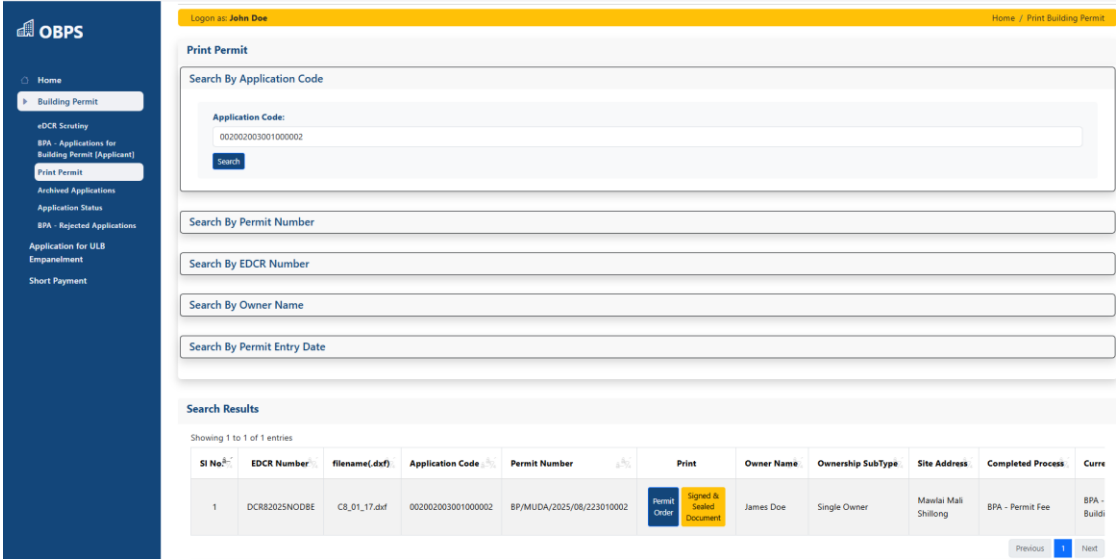 OBPS
Home
Building Permit
eDCR Scrutiny
BPA - Applications for
Building Permit [Applicant]
Print Permit
Archived Applications
Application Status
BPA - Rejected Applications
Application for ULB
Empanelment
Short Payment
Logon as: John Doe
Home / Print Building Permit
Print Permit
Search By Application Code
Application Code:
002002003001000002
Search
Search By Permit Number
Search By EDCR Number
Search By Owner Name
Search By Permit Entry Date
Search Results
Showing 1 to 1 of 1 entries
Sl No. EDCR Number filename(.dxf) Application Code Permit Number Print Owner Name Ownership SubType Site Address Completed Process Curre
1 DCR82025NODBE C8_01_17.dxf 002002003001000002 BP/MUDA/2025/08/223010002 Permit Order Signed & Sealed Document James Doe Single Owner Mawlai Mali Shillong BPA - Permit Fee BPA - Buildi
Previous 1 Next